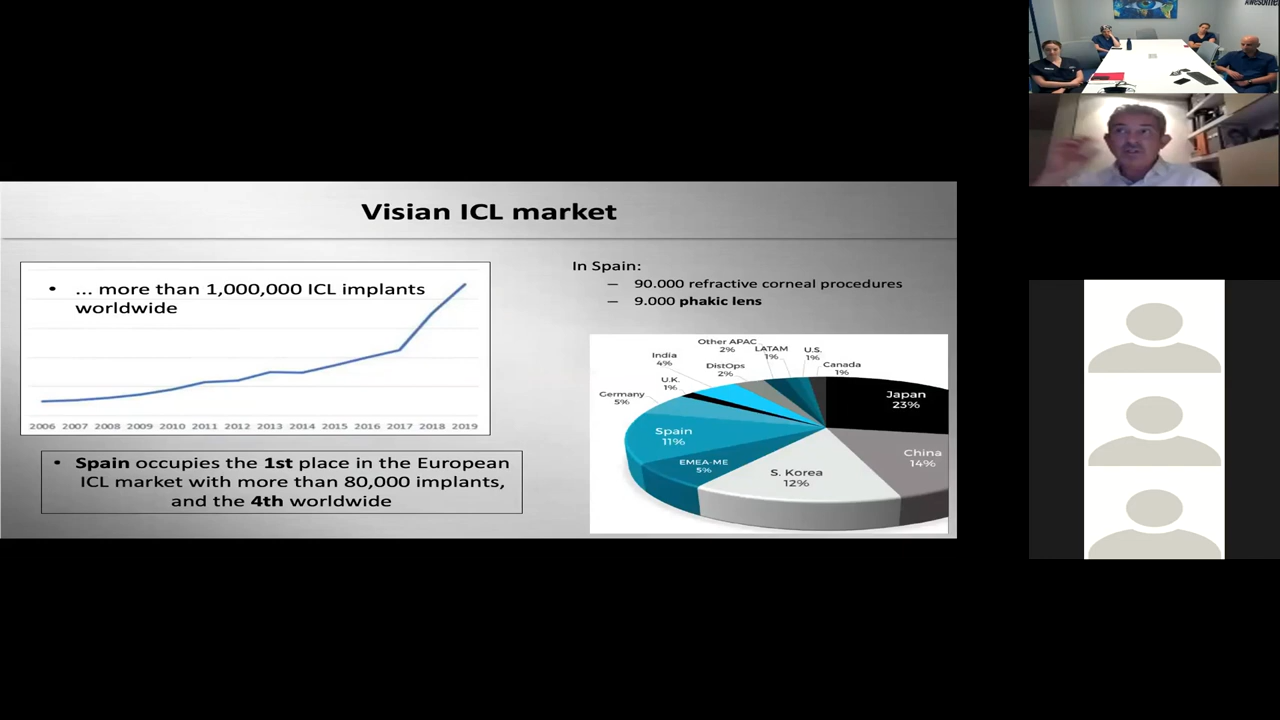 Awesome
Visian ICL market
• ... more than 1,000,000 ICL implants
worldwide
2006 2007 2008 2009 2010 2011 2012 2013 2014 2015 2016 2017 2018 2019
• Spain occupies the 1st place in the European
ICL market with more than 80,000 implants,
and the 4th worldwide
In Spain:
– 90.000 refractive corneal procedures
– 9.000 phakic lens
Other APAC
2%
LATAM
1%
U.S.
1%
India
4%
DistOps
2%
Canada
1%
U.K.
1%
Germany
5%
Japan
23%
Spain
11%
China
14%
EMEA-ME
5%
S. Korea
12%